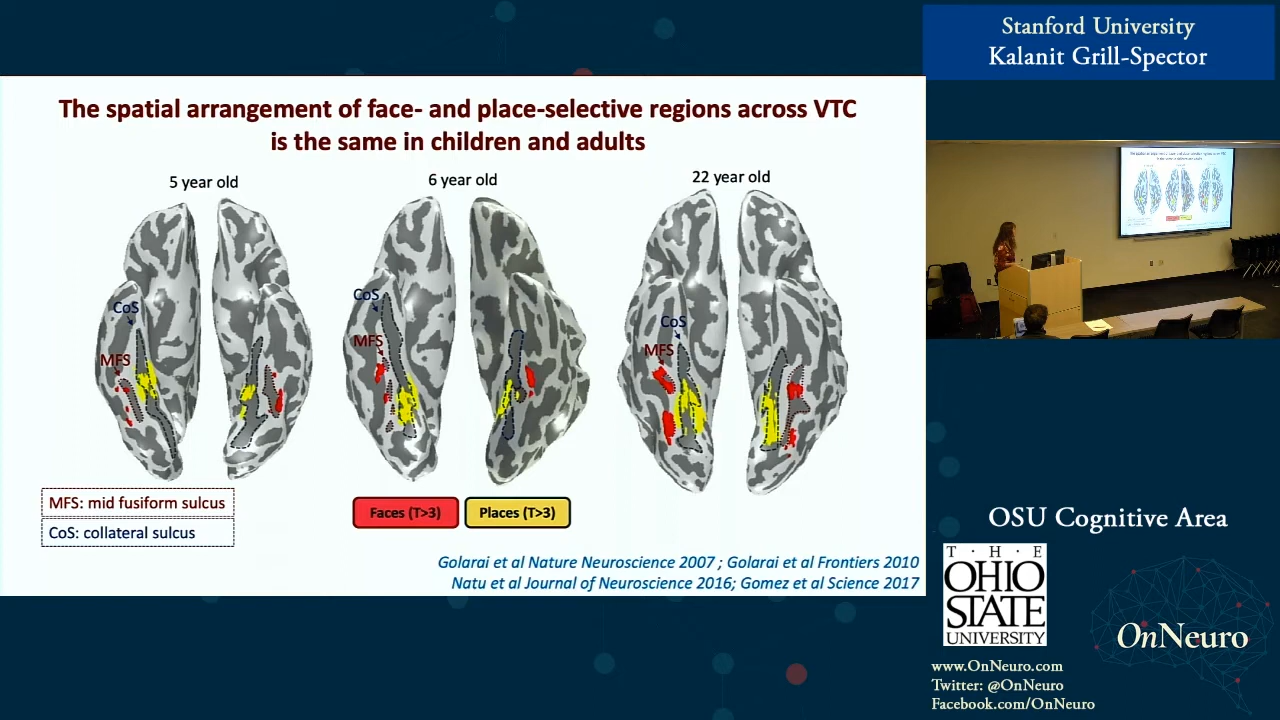 Stanford University
Kalanit Grill-Spector
The spatial arrangement of face- and place-selective regions across VTC
is the same in children and adults
5 year old
6 year old
22 year old
CoS
MFS
CoS
MFS
CoS
MFS
MFS: mid fusiform sulcus
CoS: collateral sulcus
Faces (T>3)
Places (T>3)
Golarai et al Nature Neuroscience 2007 ; Golarai et al Frontiers 2010
Natu et al Journal of Neuroscience 2016; Gomez et al Science 2017
OSU Cognitive Area
T · H · E
OHIO
STATE
UNIVERSITY
OnNeuro
www.OnNeuro.com
Twitter: @OnNeuro
Facebook.com/OnNeuro